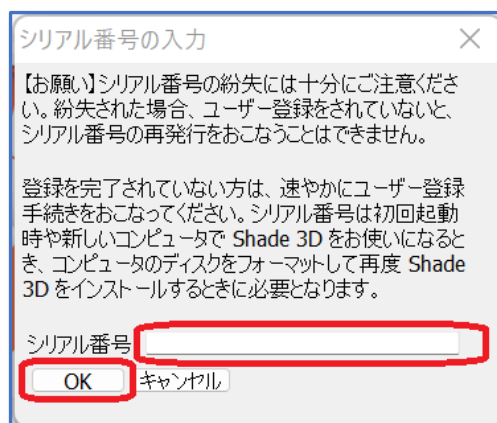 シリアル番号の入力
【お願い】シリアル番号の紛失には十分にご注意くださ
い。紛失された場合、ユーザー登録をされていないと、
シリアル番号の再発行をおこなうことはできません。
登録を完了されていない方は、速やかにユーザー登録
手続きをおこなってください。シリアル番号は初回起動
時や新しいコンピュータで Shade 3D をお使いになると
き、コンピュータのディスクをフォーマットして再度 Shade
3D をインストールするときに必要となります。
シリアル番号
OK キャンセル